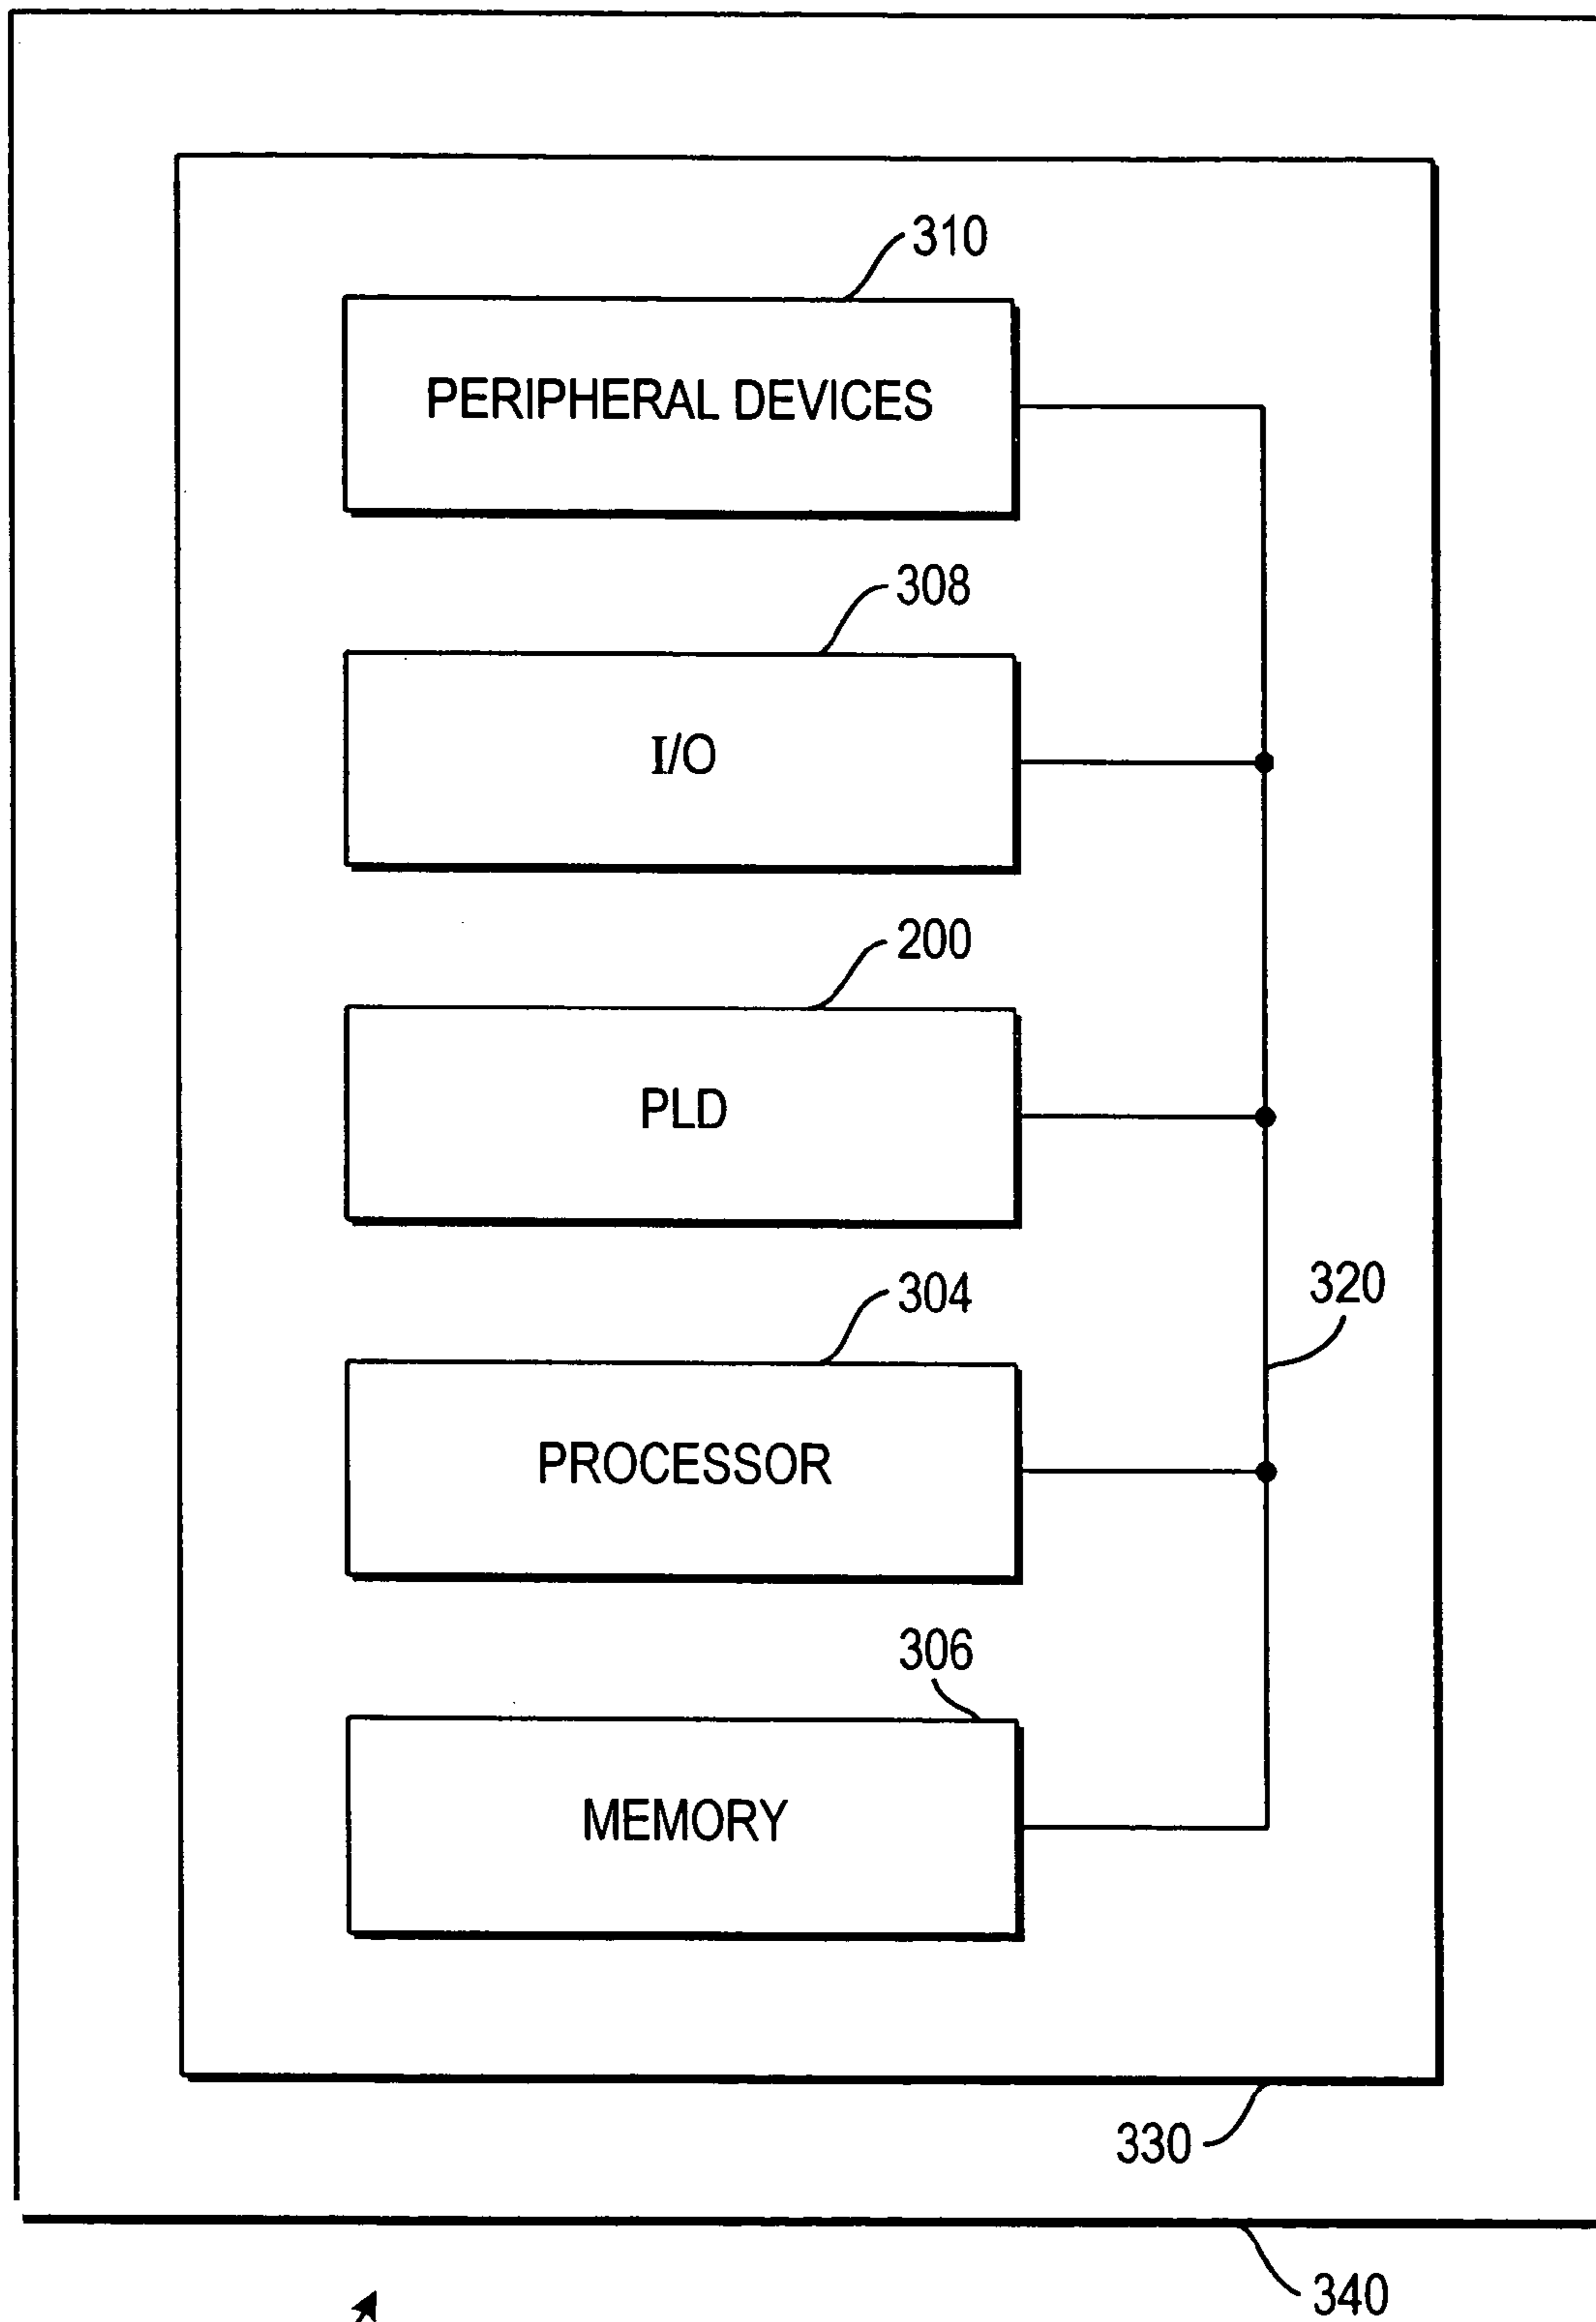 310
PERIPHERAL DEVICES
308
I/O
200
PLD
304
320
PROCESSOR
306
MEMORY
330
340